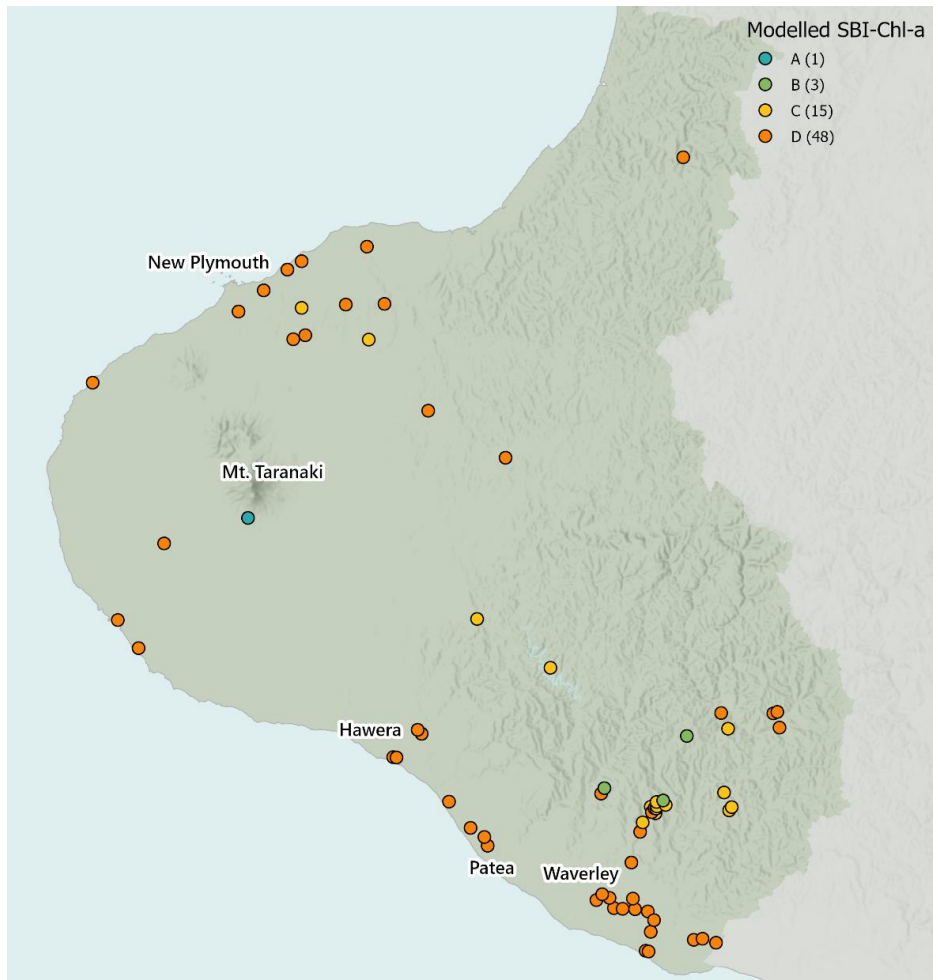 Modelled SBI-Chl-a
A (1)
B (3)
C (15)
D (48)
New Plymouth
Mt. Taranaki
Hawera
Patea
Waverley